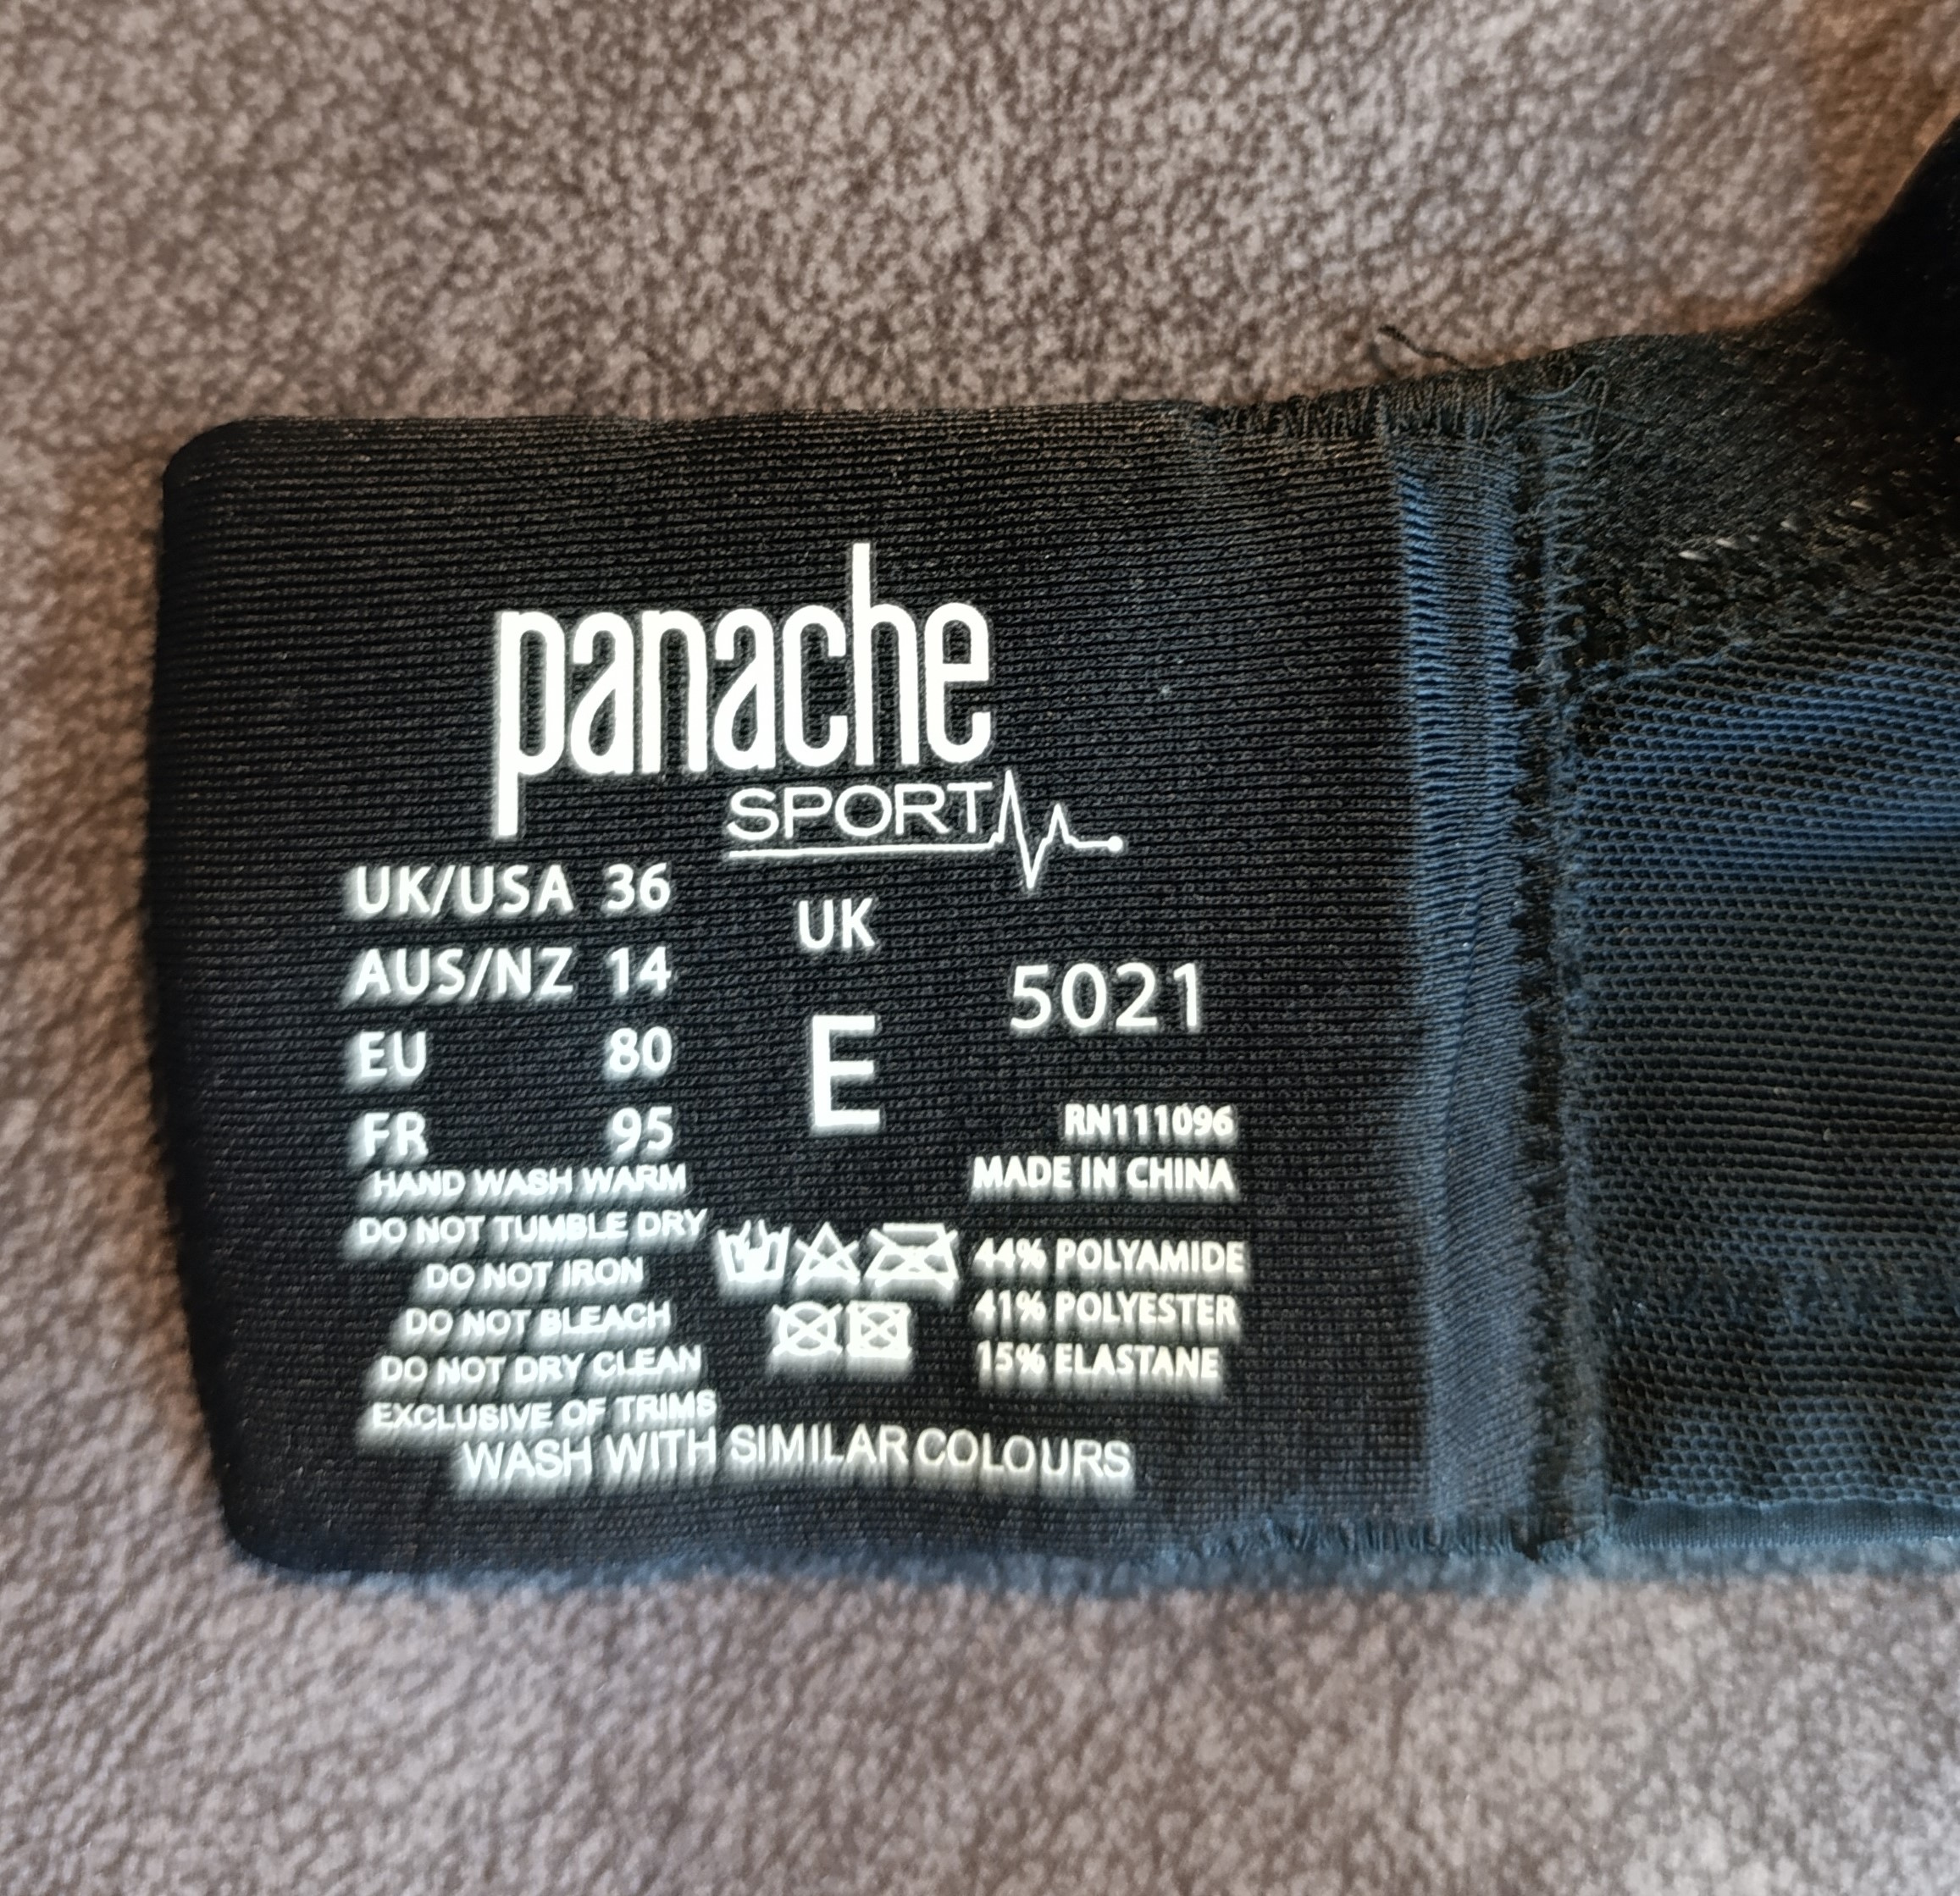 panache
SPORT
UK/USA 36
AUS/NZ 14
EU 80
FR 95
UK
E
5021
RN111096
MADE IN CHINA
HAND WASH WARM
DO NOT TUMBLE DRY
DO NOT IRON
DO NOT BLEACH
DO NOT DRY CLEAN
EXCLUSIVE OF TRIMS
44% POLYAMIDE
41% POLYESTER
15% ELASTANE
WASH WITH SIMILAR COLOURS